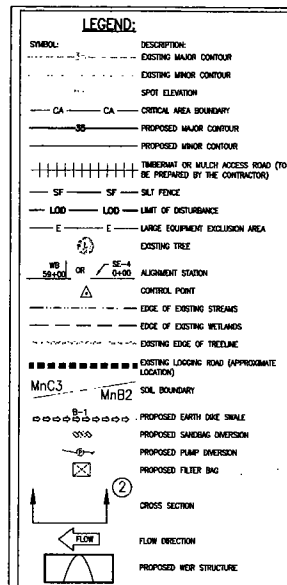 LEGEND:
SYMBOL: DESCRIPTION:
EXISTING MAJOR CONTOUR
EXISTING MINOR CONTOUR
SPOT ELEVATION
CA CA CRITICAL AREA BOUNDARY
38 PROPOSED MAJOR CONTOUR
PROPOSED MINOR CONTOUR
TIMBERMAT OR MULCH ACCESS ROAD (TO
BE PREPARED BY THE CONTRACTOR)
SF SF SILT FENCE
LOD LOD LIMIT OF DISTURBANCE
E E LARGE EQUIPMENT EXCLUSION AREA
EXISTING TREE
WB 59+00 OR SE-4 0+00 ALIGNMENT STATION
CONTROL POINT
EDGE OF EXISTING STREAMS
EDGE OF EXISTING WETLANDS
EXISTING EDGE OF TREELINE
EXISTING LOGGING ROAD (APPROXIMATE
LOCATION)
MnC3 MnB2 SOIL BOUNDARY
B-1 PROPOSED EARTH DIKE SWALE
PROPOSED SANDBAG DIVERSION
P PROPOSED PUMP DIVERSION
PROPOSED FILTER BAG
2
CROSS SECTION
FLOW FLOW DIRECTION
PROPOSED WEIR STRUCTURE